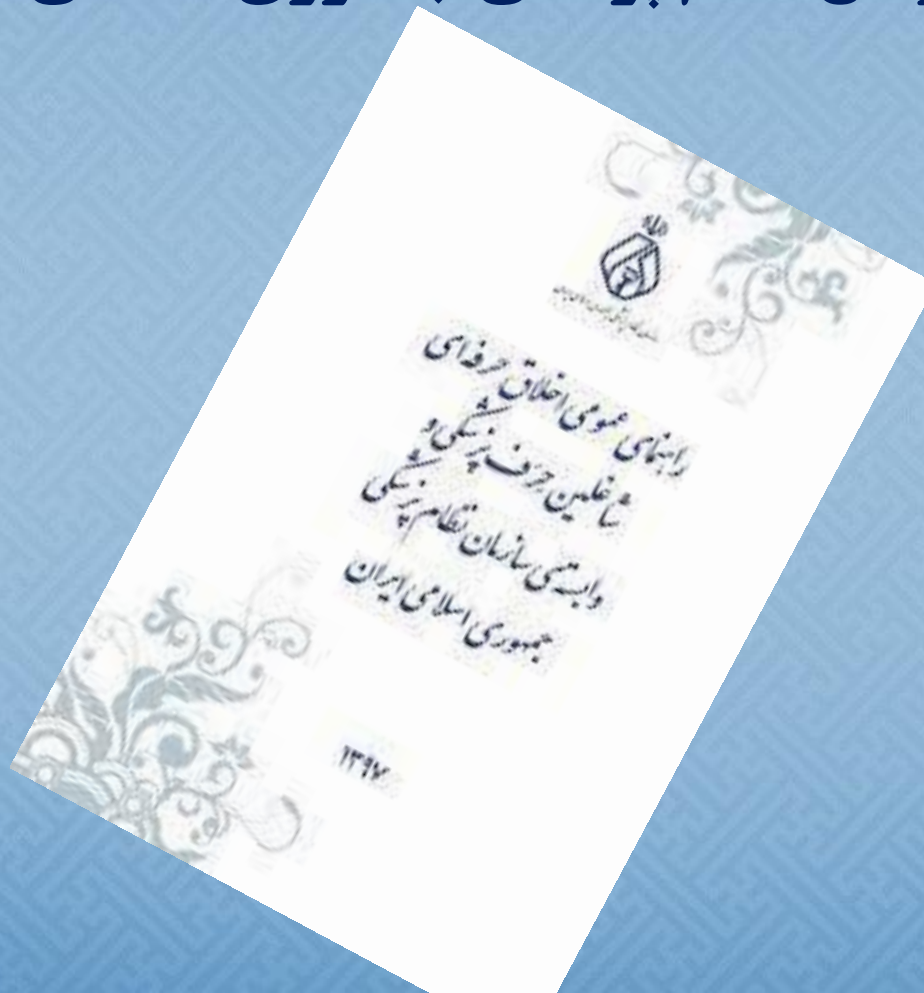 راهنمای عمومی اخلاق حرفه‌ای
شاغلین حرف پزشکی و
وابسته‌ی سازمان نظام پزشکی
جمهوری اسلامی ایران
۱۳۹۷